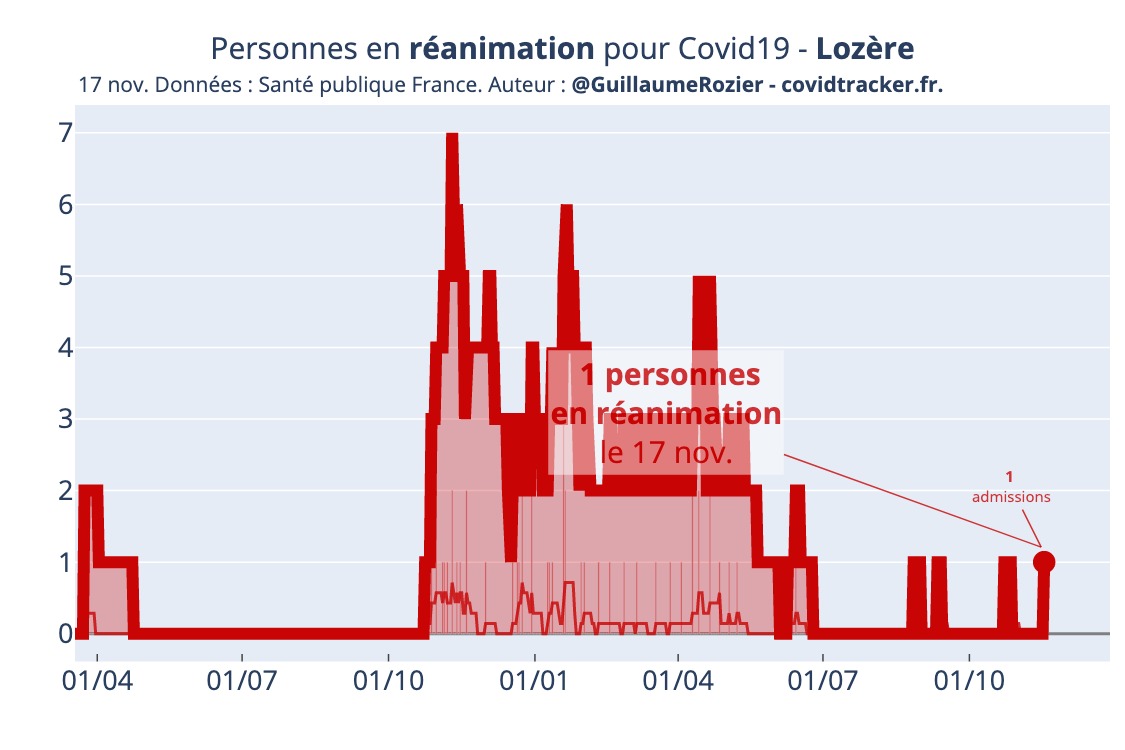 Personnes en réanimation pour Covid19 - Lozère
17 nov. Données : Santé publique France. Auteur : @GuillaumeRozier - covidtracker.fr.
7
6
5
4
3
2
1
0
1 personnes
en réanimation
le 17 nov.
1
admissions
01/04 01/07 01/10 01/01 01/04 01/07 01/10